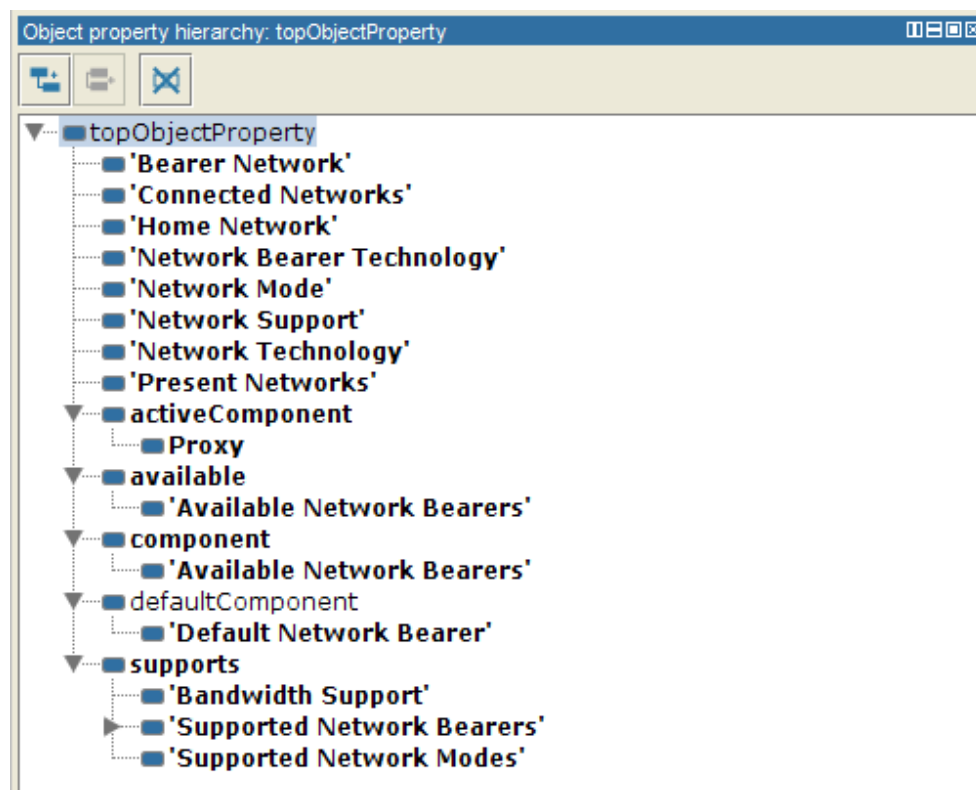 Object property hierarchy: topObjectProperty
topObjectProperty
'Bearer Network'
'Connected Networks'
'Home Network'
'Network Bearer Technology'
'Network Mode'
'Network Support'
'Network Technology'
'Present Networks'
activeComponent
Proxy
available
'Available Network Bearers'
component
'Available Network Bearers'
defaultComponent
'Default Network Bearer'
supports
'Bandwidth Support'
'Supported Network Bearers'
'Supported Network Modes'